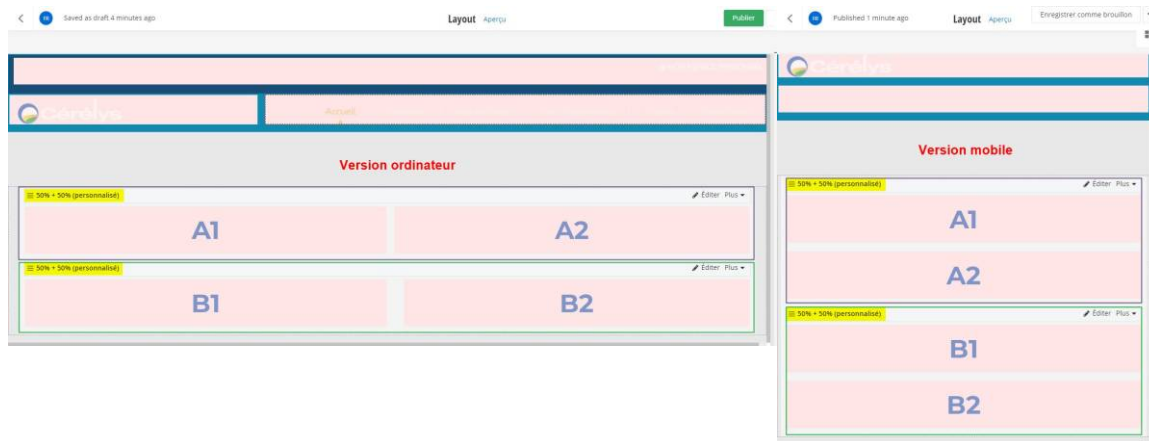 Saved as draft 4 minutes ago
Layout Aperçu
Publier
Cérélys
Accueil
Version ordinateur
50% + 50% (personnalisé)
Éditer Plus
A1 A2
50% + 50% (personnalisé)
Éditer Plus
B1 B2
Published 1 minute ago
Layout Aperçu
Enregistrer comme brouillon
Cérélys
Version mobile
50% + 50% (personnalisé)
Éditer Plus
A1
A2
50% + 50% (personnalisé)
Éditer Plus
B1
B2